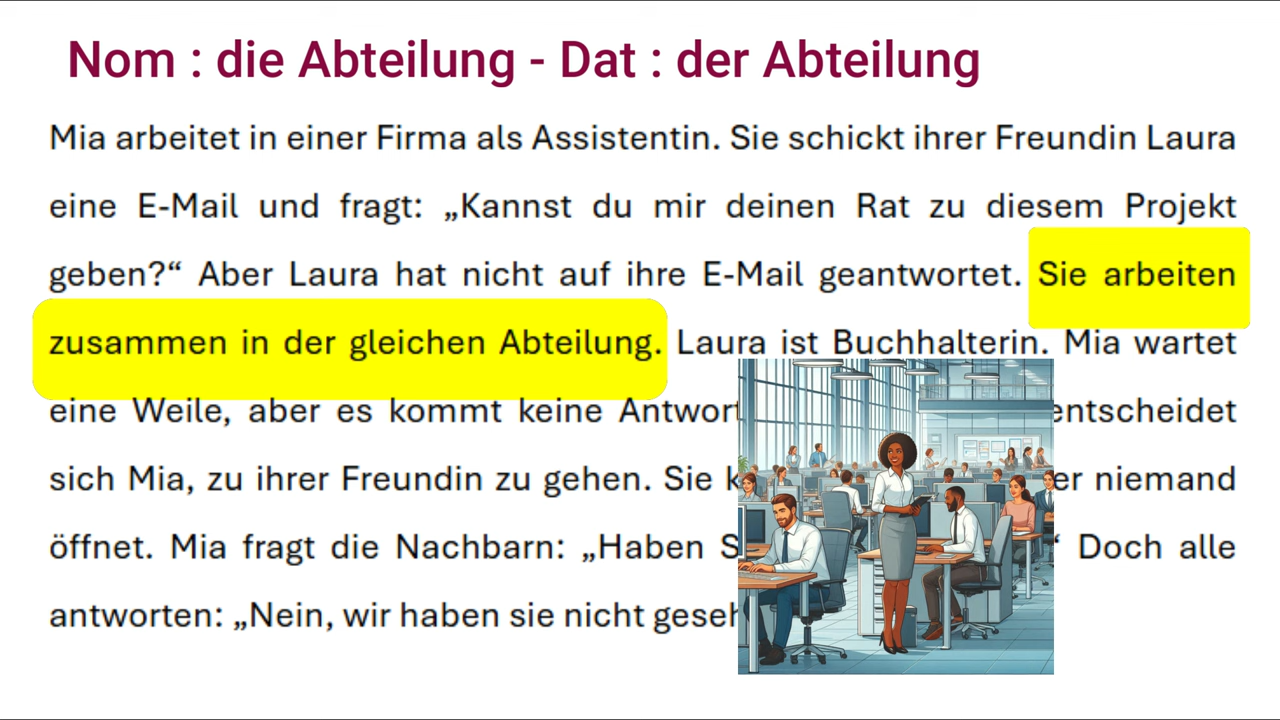 Nom : die Abteilung - Dat : der Abteilung
Mia arbeitet in einer Firma als Assistentin. Sie schickt ihrer Freundin Laura
eine E-Mail und fragt: „Kannst du mir deinen Rat zu diesem Projekt
geben?“ Aber Laura hat nicht auf ihre E-Mail geantwortet. Sie arbeiten
zusammen in der gleichen Abteilung. Laura ist Buchhalterin. Mia wartet
eine Weile, aber es kommt keine entscheidet
sich Mia, zu ihrer Freundin zu gehen. Sie niemand
öffnet. Mia fragt die Nachbarn: „Haben Doch alle
antworten: „Nein, wir haben sie nicht